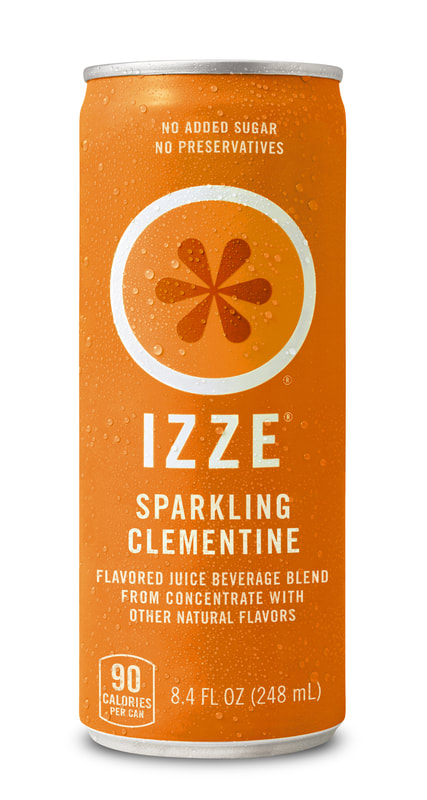 NO ADDED SUGAR
NO PRESERVATIVES
®
IZZE®
SPARKLING
CLEMENTINE
FLAVORED JUICE BEVERAGE BLEND
FROM CONCENTRATE WITH
OTHER NATURAL FLAVORS
90
CALORIES
PER CAN
8.4 FL OZ (248 mL)